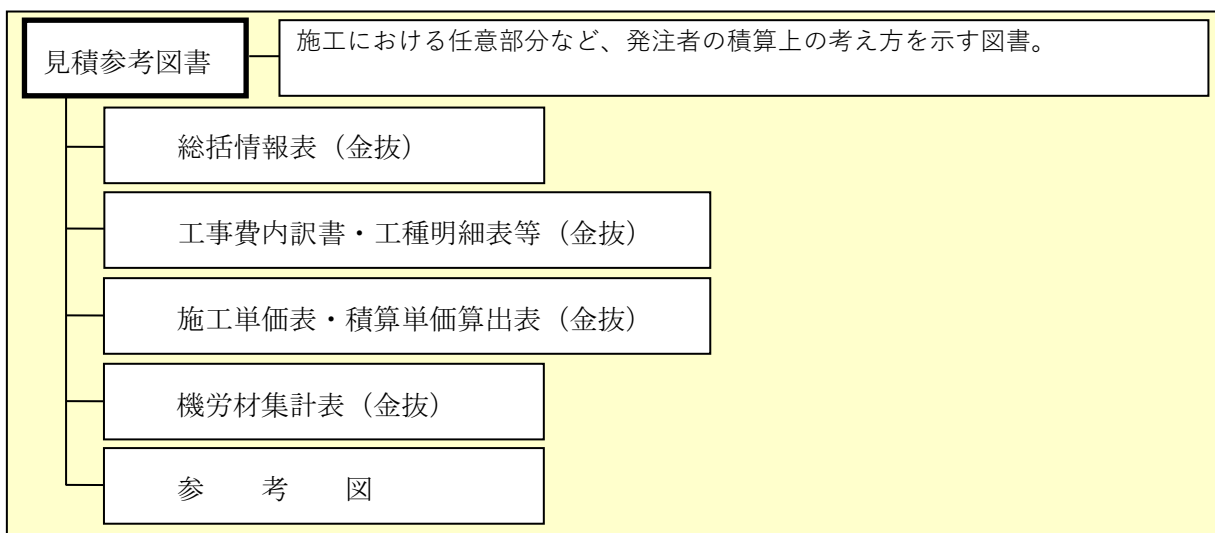 見積参考図書
施工における任意部分など、発注者の積算上の考え方を示す図書。
総括情報表（金抜）
工事費内訳書・工種明細表等（金抜）
施工単価表・積算単価算出表（金抜）
機労材集計表（金抜）
参　考　図